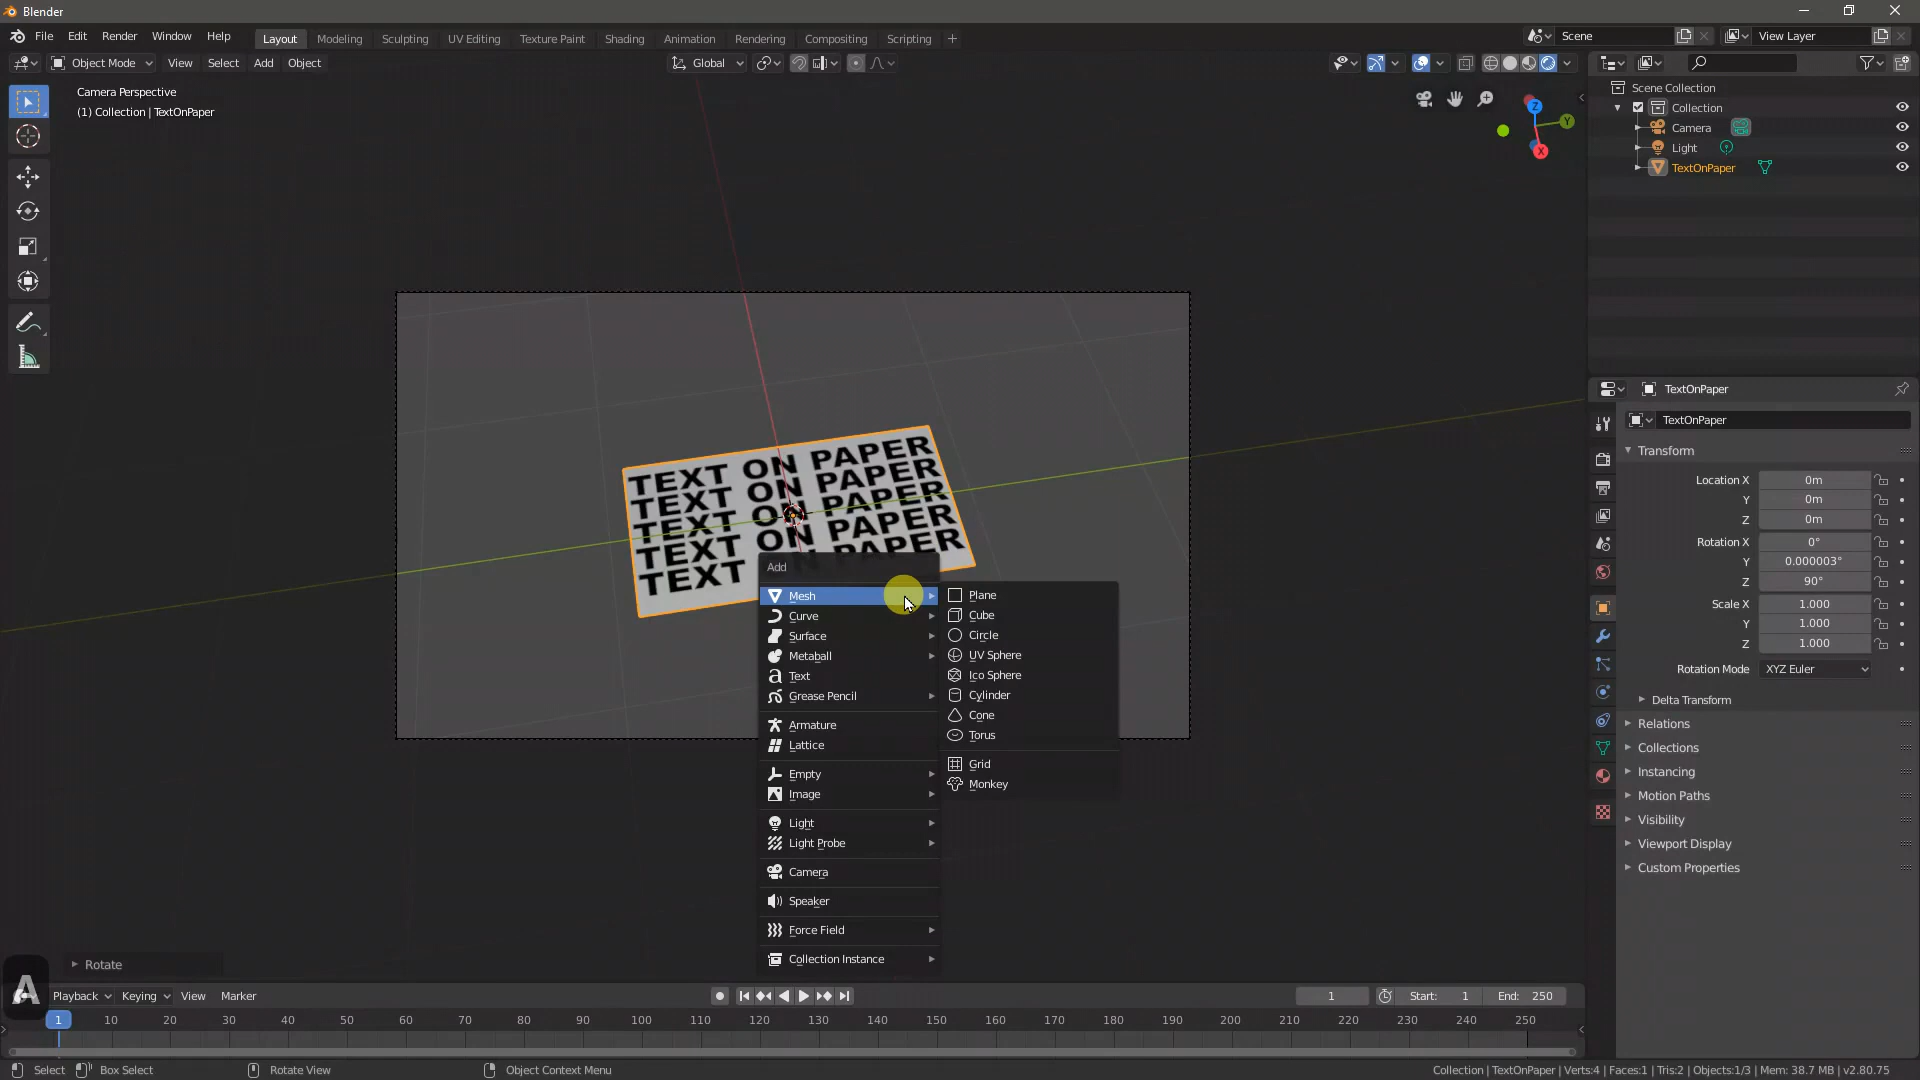 Blender
File Edit Render Window Help
Layout Modeling Sculpting UV Editing Texture Paint Shading Animation Rendering Compositing Scripting +
Scene
View Layer
Object Mode View Select Add Object
Global
Camera Perspective
(1) Collection | TextOnPaper
Z
Y
X
Scene Collection
Collection
Camera
Light
TextOnPaper
TEXT ON PAPER
TEXT ON PAPER
TEXT ON PAPER
TEXT ON PAPER
TEXT ON PAPER
Add
Mesh
Curve
Surface
Metaball
Text
Grease Pencil
Armature
Lattice
Empty
Image
Light
Light Probe
Camera
Speaker
Force Field
Collection Instance
Plane
Cube
Circle
UV Sphere
Ico Sphere
Cylinder
Cone
Torus
Grid
Monkey
TextOnPaper
TextOnPaper
Transform
Location X 0m
Y 0m
Z 0m
Rotation X 0°
Y 0.000003°
Z 90°
Scale X 1.000
Y 1.000
Z 1.000
Rotation Mode XYZ Euler
Delta Transform
Relations
Collections
Instancing
Motion Paths
Visibility
Viewport Display
Custom Properties
Rotate
A
Playback Keying View Marker
1 Start: 1 End: 250
1 10 20 30 40 50 60 70 80 90 100 110 120 130 140 150 160 170 180 190 200 210 220 230 240 250
Select Box Select Rotate View Object Context Menu
Collection | TextOnPaper | Verts:4 | Faces:1 | Tris:2 | Objects:1/3 | Mem: 38.7 MB | v2.80.75